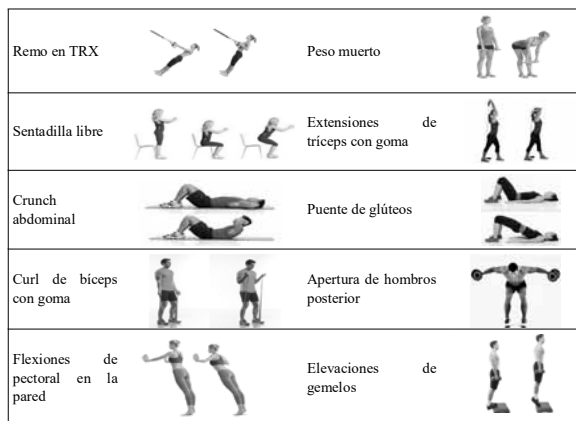 Remo en TRX
Peso muerto
Sentadilla libre
Extensiones de
tríceps con goma
Crunch
abdominal
Puente de glúteos
Curl de bíceps
con goma
Apertura de hombros
posterior
Flexiones de
pectoral en la
pared
Elevaciones de
gemelos